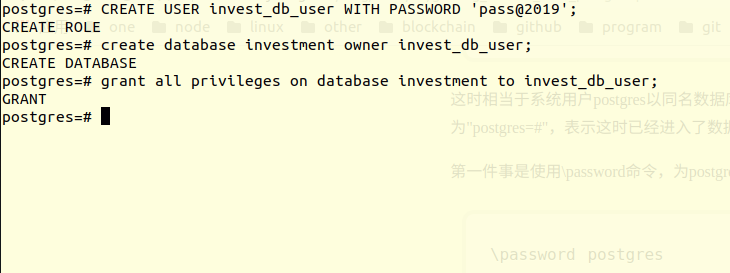 postgres=# CREATE USER invest_db_user WITH PASSWORD 'pass@2019';
CREATE ROLE
one node linux other blockchain github program git
postgres=# create database investment owner invest_db_user;
CREATE DATABASE
postgres=# grant all privileges on database investment to invest_db_user;
GRANT
这时相当于系统用户postgres以同名数据库
postgres=#
为"postgres=#"，表示这时已经进入了数据
第一件事是使用\password命令，为postgre
\password postgres